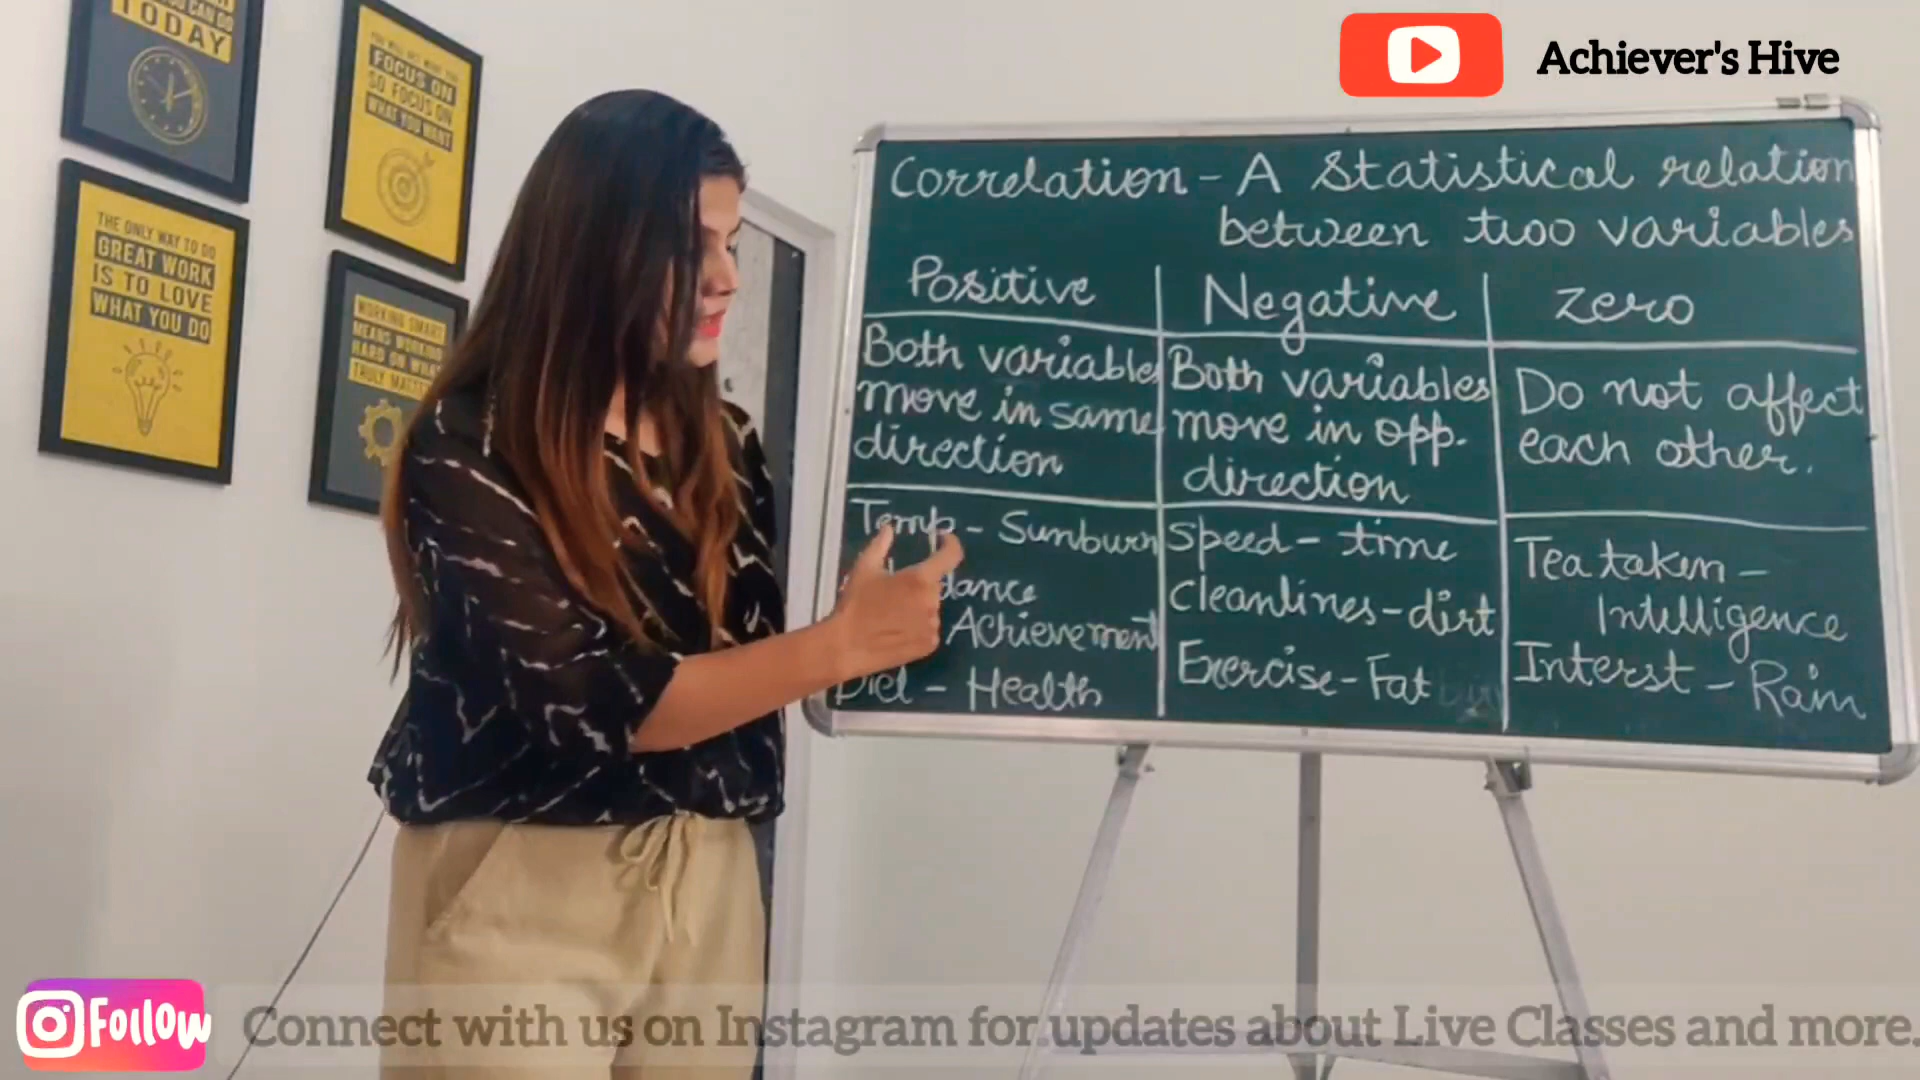 Achiever's Hive
Correlation - A Statistical relation
between two variables
Positive
Negative
Zero
Both variables
move in same
direction
Both variables
move in opp.
direction
Do not affect
each other.
Temp - Sunburn
Achievement
Diet - Health
Speed - time
Cleanlines - dirt
Exercise - Fat
Tea taken -
Intelligence
Interst - Rain
CAN DO
TODAY
FOCUS ON
SO FOCUS ON
WHAT YOU WANT
THE ONLY WAY TO DO
GREAT WORK
IS TO LOVE
WHAT YOU DO
WORKING SMART
MEANS WORKING
HARD ON WHAT
TRULY
Follow
Connect with us on Instagram for updates about Live Classes and more.